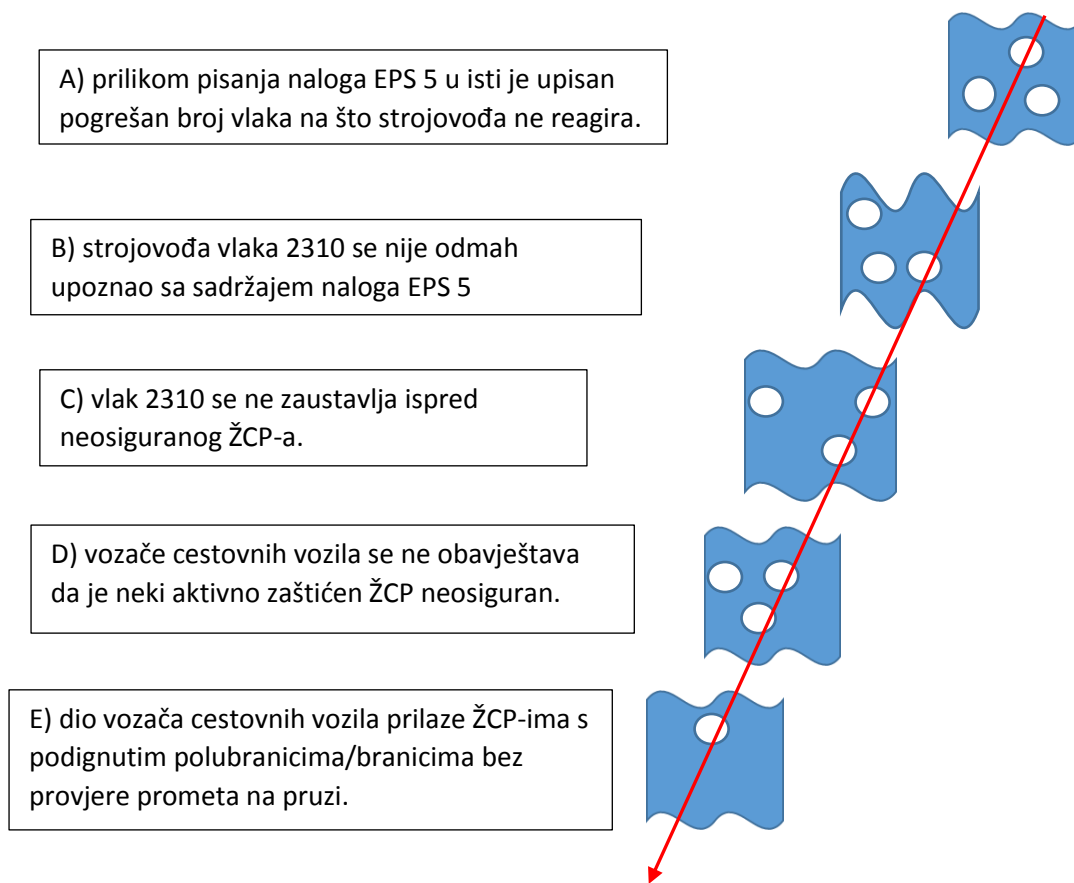 A) prilikom pisanja naloga EPS 5 u isti je upisan
pogrešan broj vlaka na što strojovođa ne reagira.
B) strojovođa vlaka 2310 se nije odmah
upoznao sa sadržajem naloga EPS 5
C) vlak 2310 se ne zaustavlja ispred
neosiguranog ŽCP-a.
D) vozače cestovnih vozila se ne obavještava
da je neki aktivno zaštićen ŽCP neosiguran.
E) dio vozača cestovnih vozila prilaze ŽCP-ima s
podignutim polubranicima/branicima bez
provjere prometa na pruzi.